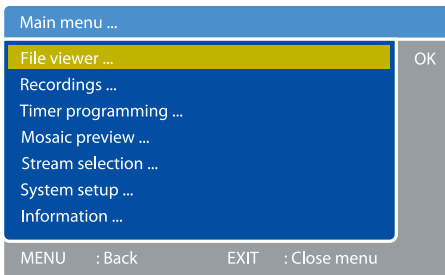 Main menu ...
File viewer ... OK
Recordings ...
Timer programming ...
Mosaic preview ...
Stream selection ...
System setup ...
Information ...
MENU : Back EXIT : Close menu